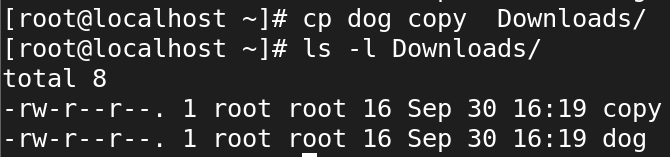 [root@localhost ~]# cp dog copy  Downloads/
[root@localhost ~]# ls -l Downloads/
total 8
-rw-r--r--. 1 root root 16 Sep 30 16:19 copy
-rw-r--r--. 1 root root 16 Sep 30 16:19 dog